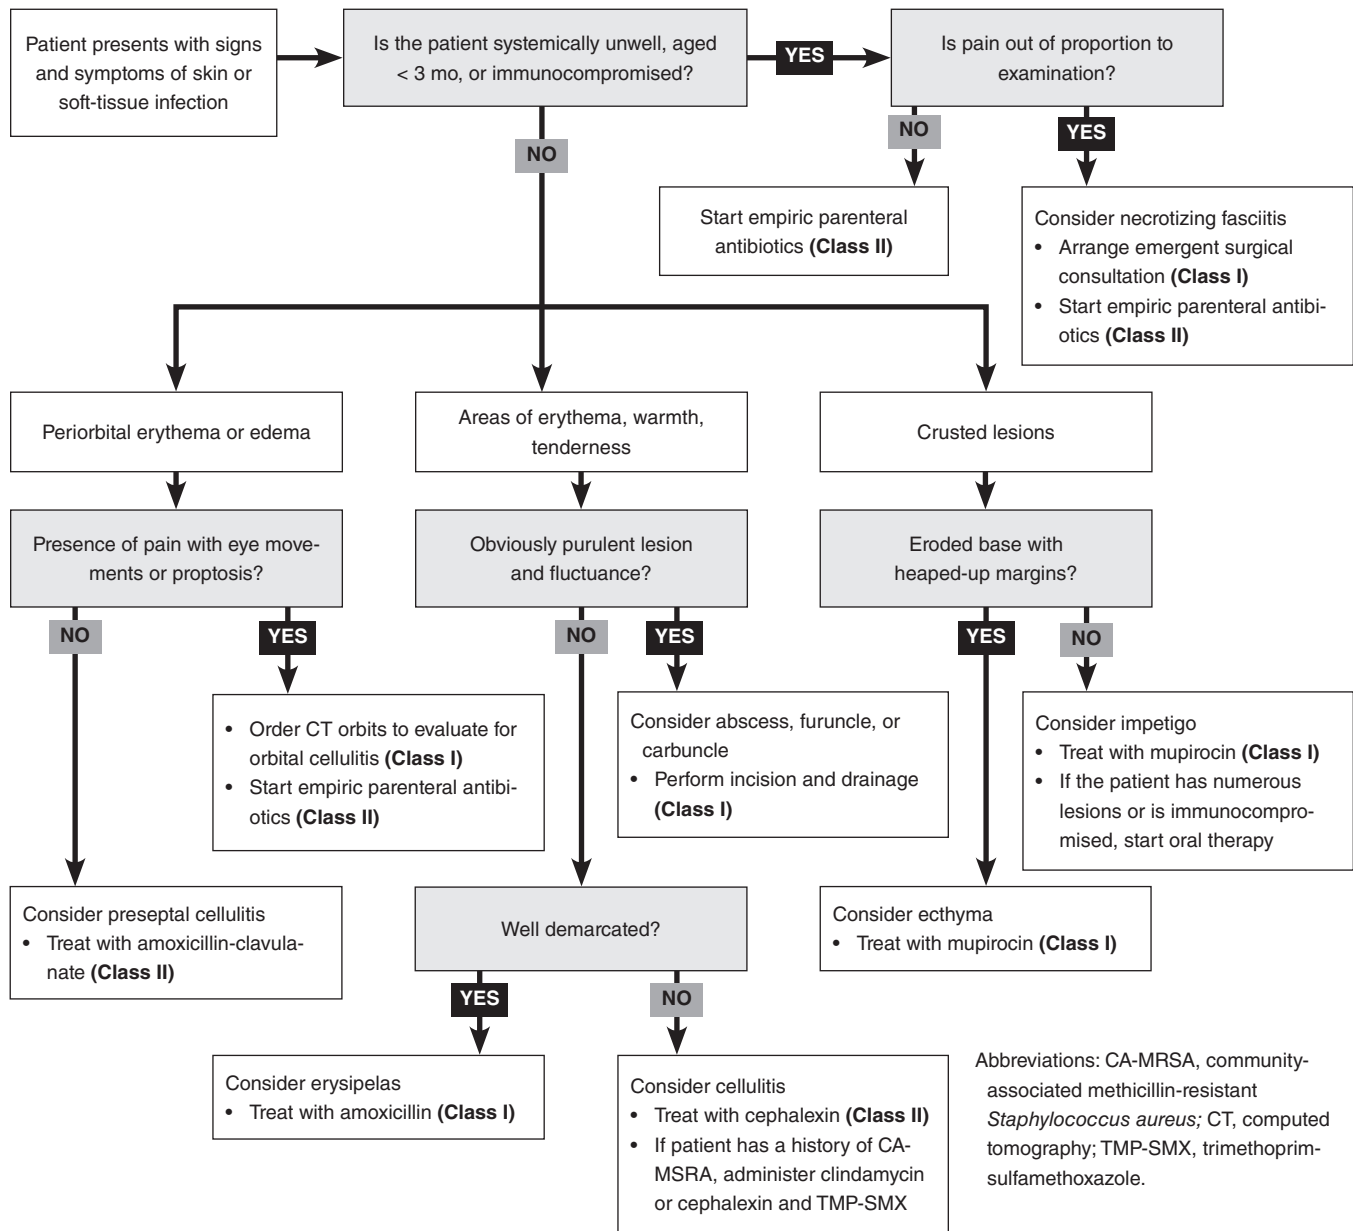 Patient presents with signs
and symptoms of skin or
soft-tissue infection
Is the patient systemically unwell, aged
< 3 mo, or immunocompromised?
YES
Is pain out of proportion to
examination?
NO
NO
YES
Start empiric parenteral
antibiotics (Class II)
Consider necrotizing fasciitis
• Arrange emergent surgical
consultation (Class I)
• Start empiric parenteral antibi-
otics (Class II)
Periorbital erythema or edema
Areas of erythema, warmth,
tenderness
Crusted lesions
Presence of pain with eye move-
ments or proptosis?
Obviously purulent lesion
and fluctuance?
Eroded base with
heaped-up margins?
NO
YES
NO
YES
YES
NO
• Order CT orbits to evaluate for
orbital cellulitis (Class I)
• Start empiric parenteral antibi-
otics (Class II)
Consider abscess, furuncle, or
carbuncle
• Perform incision and drainage
(Class I)
Consider impetigo
• Treat with mupirocin (Class I)
• If the patient has numerous
lesions or is immunocompro-
mised, start oral therapy
Consider preseptal cellulitis
• Treat with amoxicillin-clavula-
nate (Class II)
Well demarcated?
Consider ecthyma
• Treat with mupirocin (Class I)
YES
NO
Consider erysipelas
• Treat with amoxicillin (Class I)
Consider cellulitis
• Treat with cephalexin (Class II)
• If patient has a history of CA-
MSRA, administer clindamycin
or cephalexin and TMP-SMX
Abbreviations: CA-MRSA, community-
associated methicillin-resistant
Staphylococcus aureus; CT, computed
tomography; TMP-SMX, trimethoprim-
sulfamethoxazole.